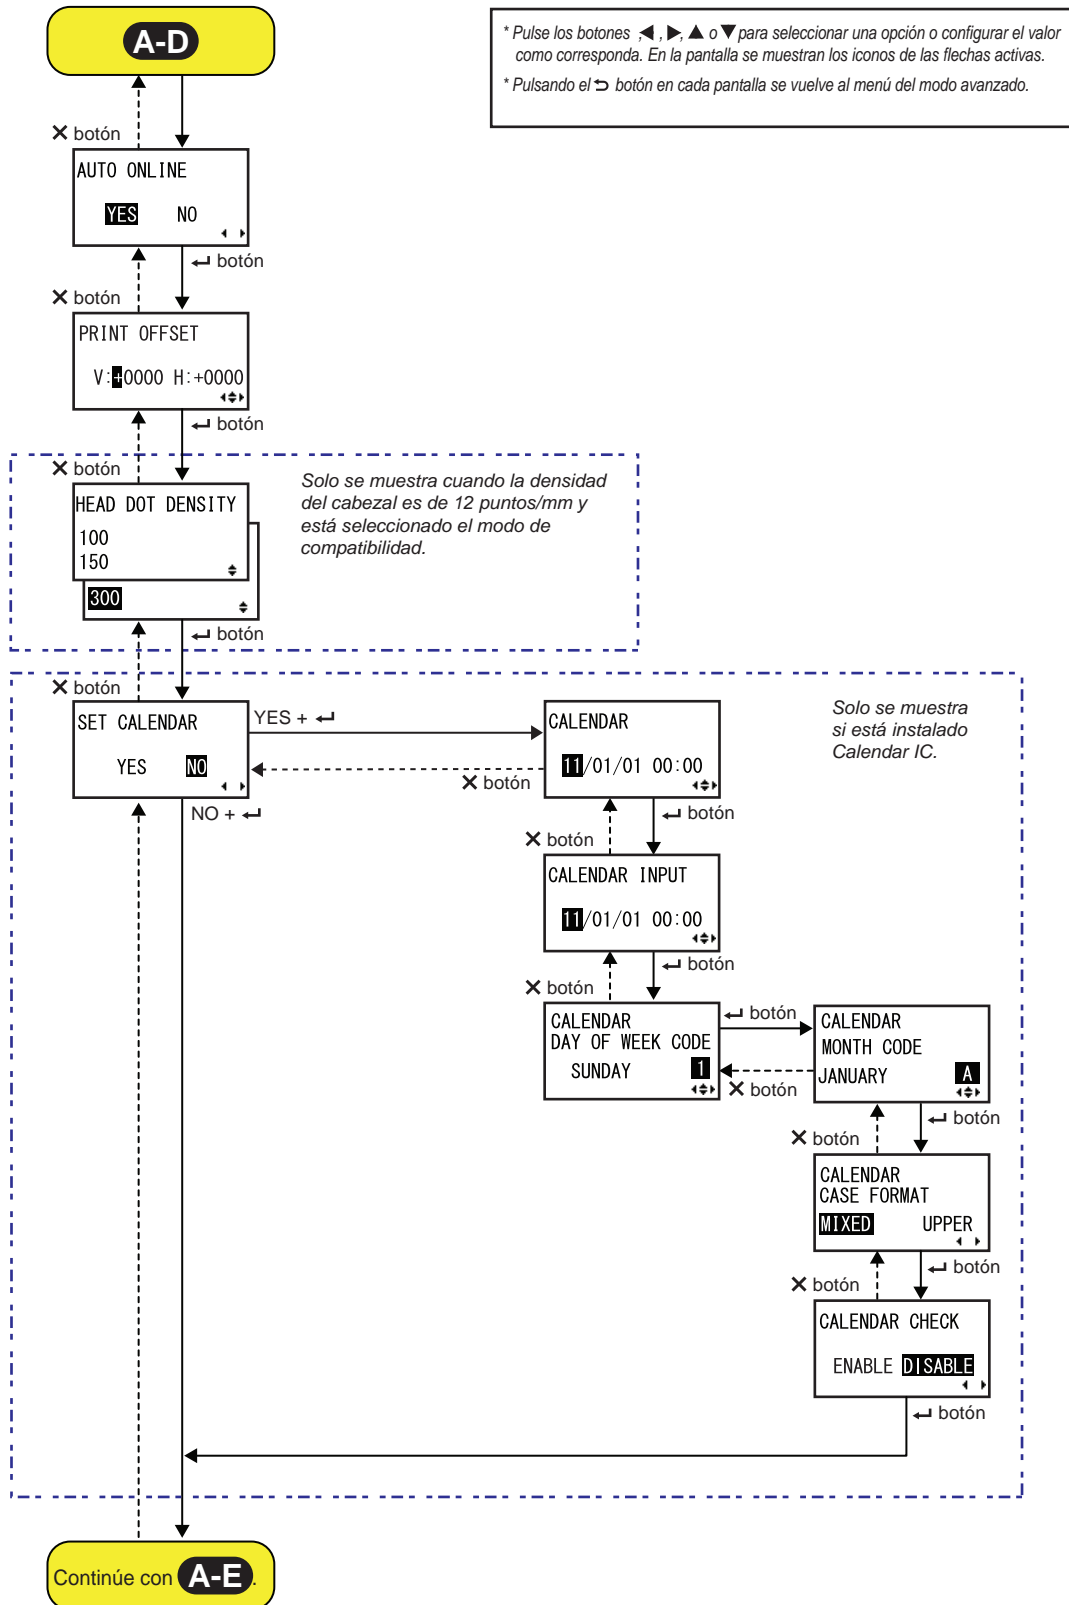 A-D
* Pulse los botones ,◀ , ▶, ▲ o ▼ para seleccionar una opción o configurar el valor
como corresponda. En la pantalla se muestran los iconos de las flechas activas.
* Pulsando el ⮌ botón en cada pantalla se vuelve al menú del modo avanzado.
✕ botón
AUTO ONLINE
YES NO
↵ botón
✕ botón
PRINT OFFSET
V:+0000 H:+0000
↵ botón
✕ botón
HEAD DOT DENSITY
100
150
300
Solo se muestra cuando la densidad
del cabezal es de 12 puntos/mm y
está seleccionado el modo de
compatibilidad.
↵ botón
✕ botón
SET CALENDAR
YES NO
YES + ↵
NO + ↵
✕ botón
CALENDAR
11/01/01 00:00
Solo se muestra
si está instalado
Calendar IC.
↵ botón
✕ botón
CALENDAR INPUT
11/01/01 00:00
↵ botón
✕ botón
CALENDAR
DAY OF WEEK CODE
SUNDAY 1
↵ botón
✕ botón
CALENDAR
MONTH CODE
JANUARY A
↵ botón
✕ botón
CALENDAR
CASE FORMAT
MIXED UPPER
↵ botón
✕ botón
CALENDAR CHECK
ENABLE DISABLE
↵ botón
Continúe con A-E.